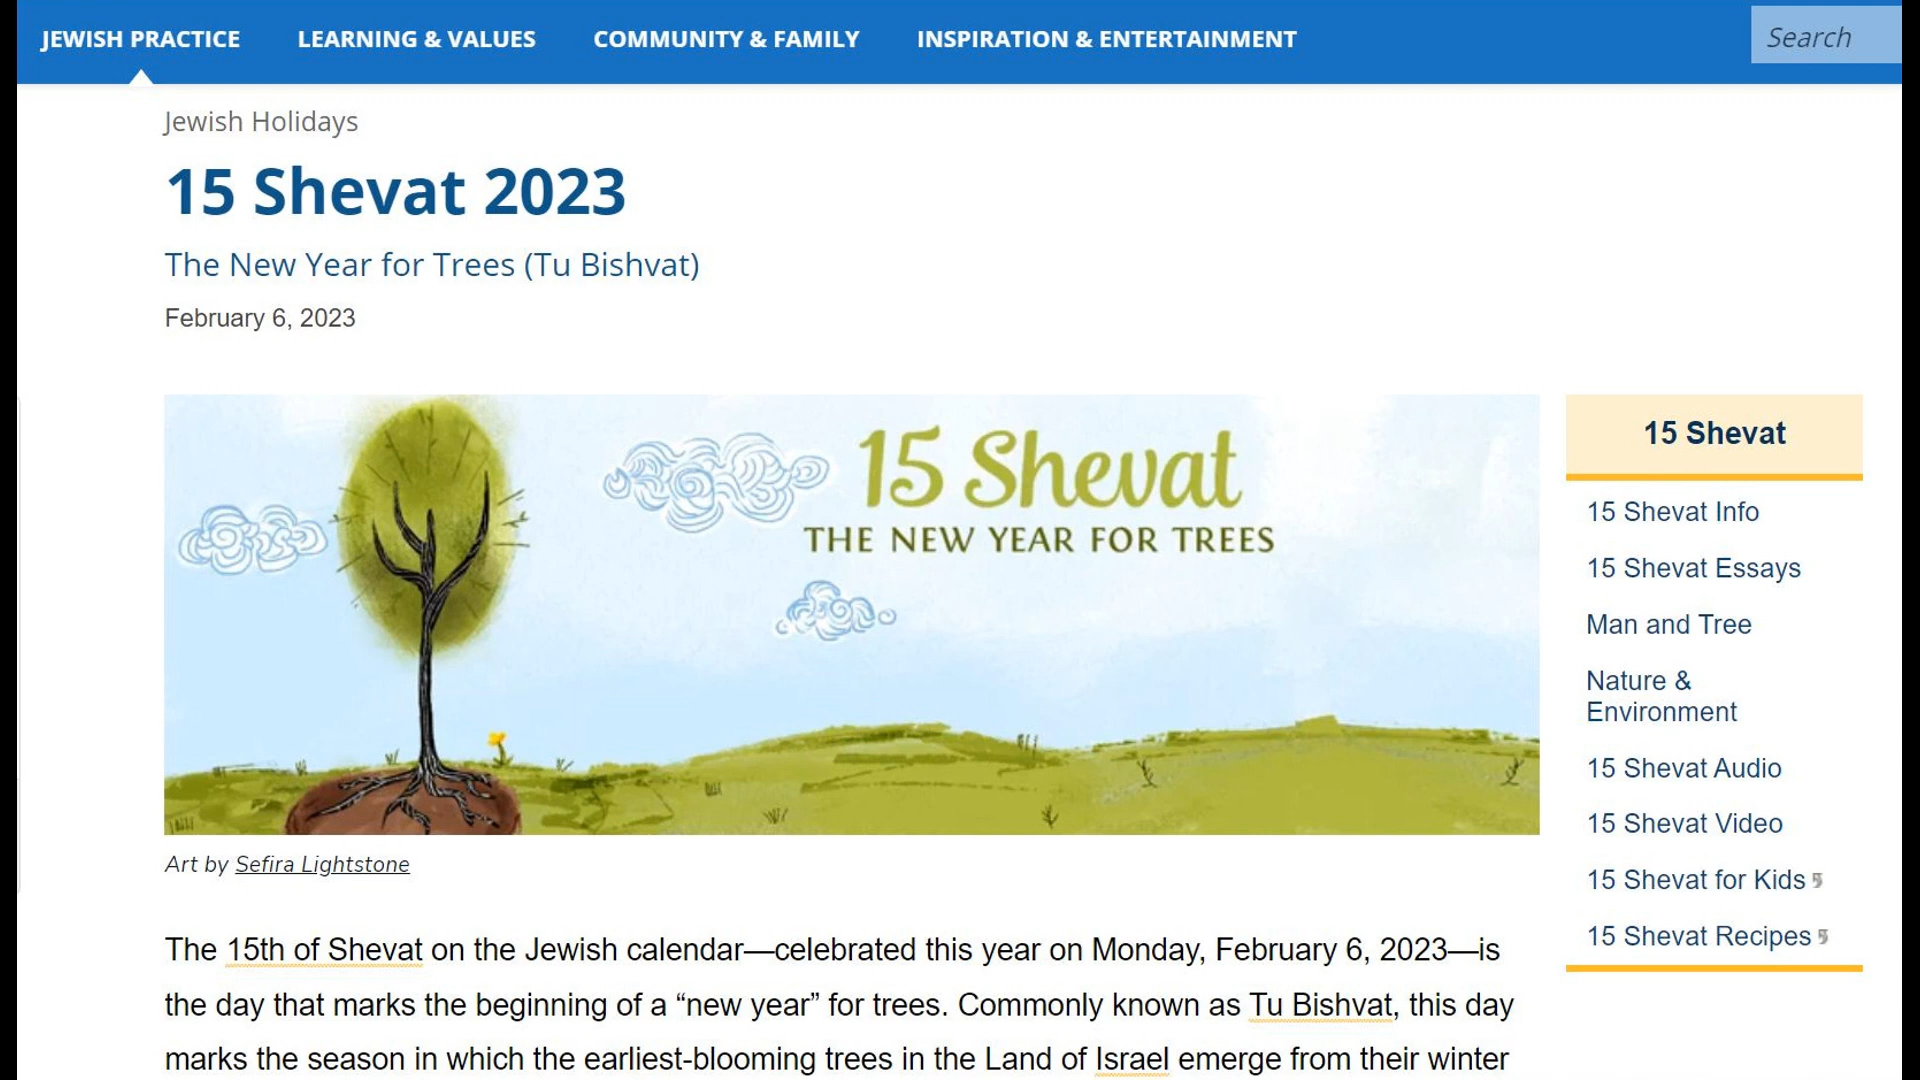 JEWISH PRACTICE LEARNING & VALUES COMMUNITY & FAMILY INSPIRATION & ENTERTAINMENT Search
Jewish Holidays
15 Shevat 2023
The New Year for Trees (Tu Bishvat)
February 6, 2023
15 Shevat
THE NEW YEAR FOR TREES
Art by Sefira Lightstone
The 15th of Shevat on the Jewish calendar—celebrated this year on Monday, February 6, 2023—is
the day that marks the beginning of a “new year” for trees. Commonly known as Tu Bishvat, this day
marks the season in which the earliest-blooming trees in the Land of Israel emerge from their winter
15 Shevat
15 Shevat Info
15 Shevat Essays
Man and Tree
Nature &
Environment
15 Shevat Audio
15 Shevat Video
15 Shevat for Kids
15 Shevat Recipes